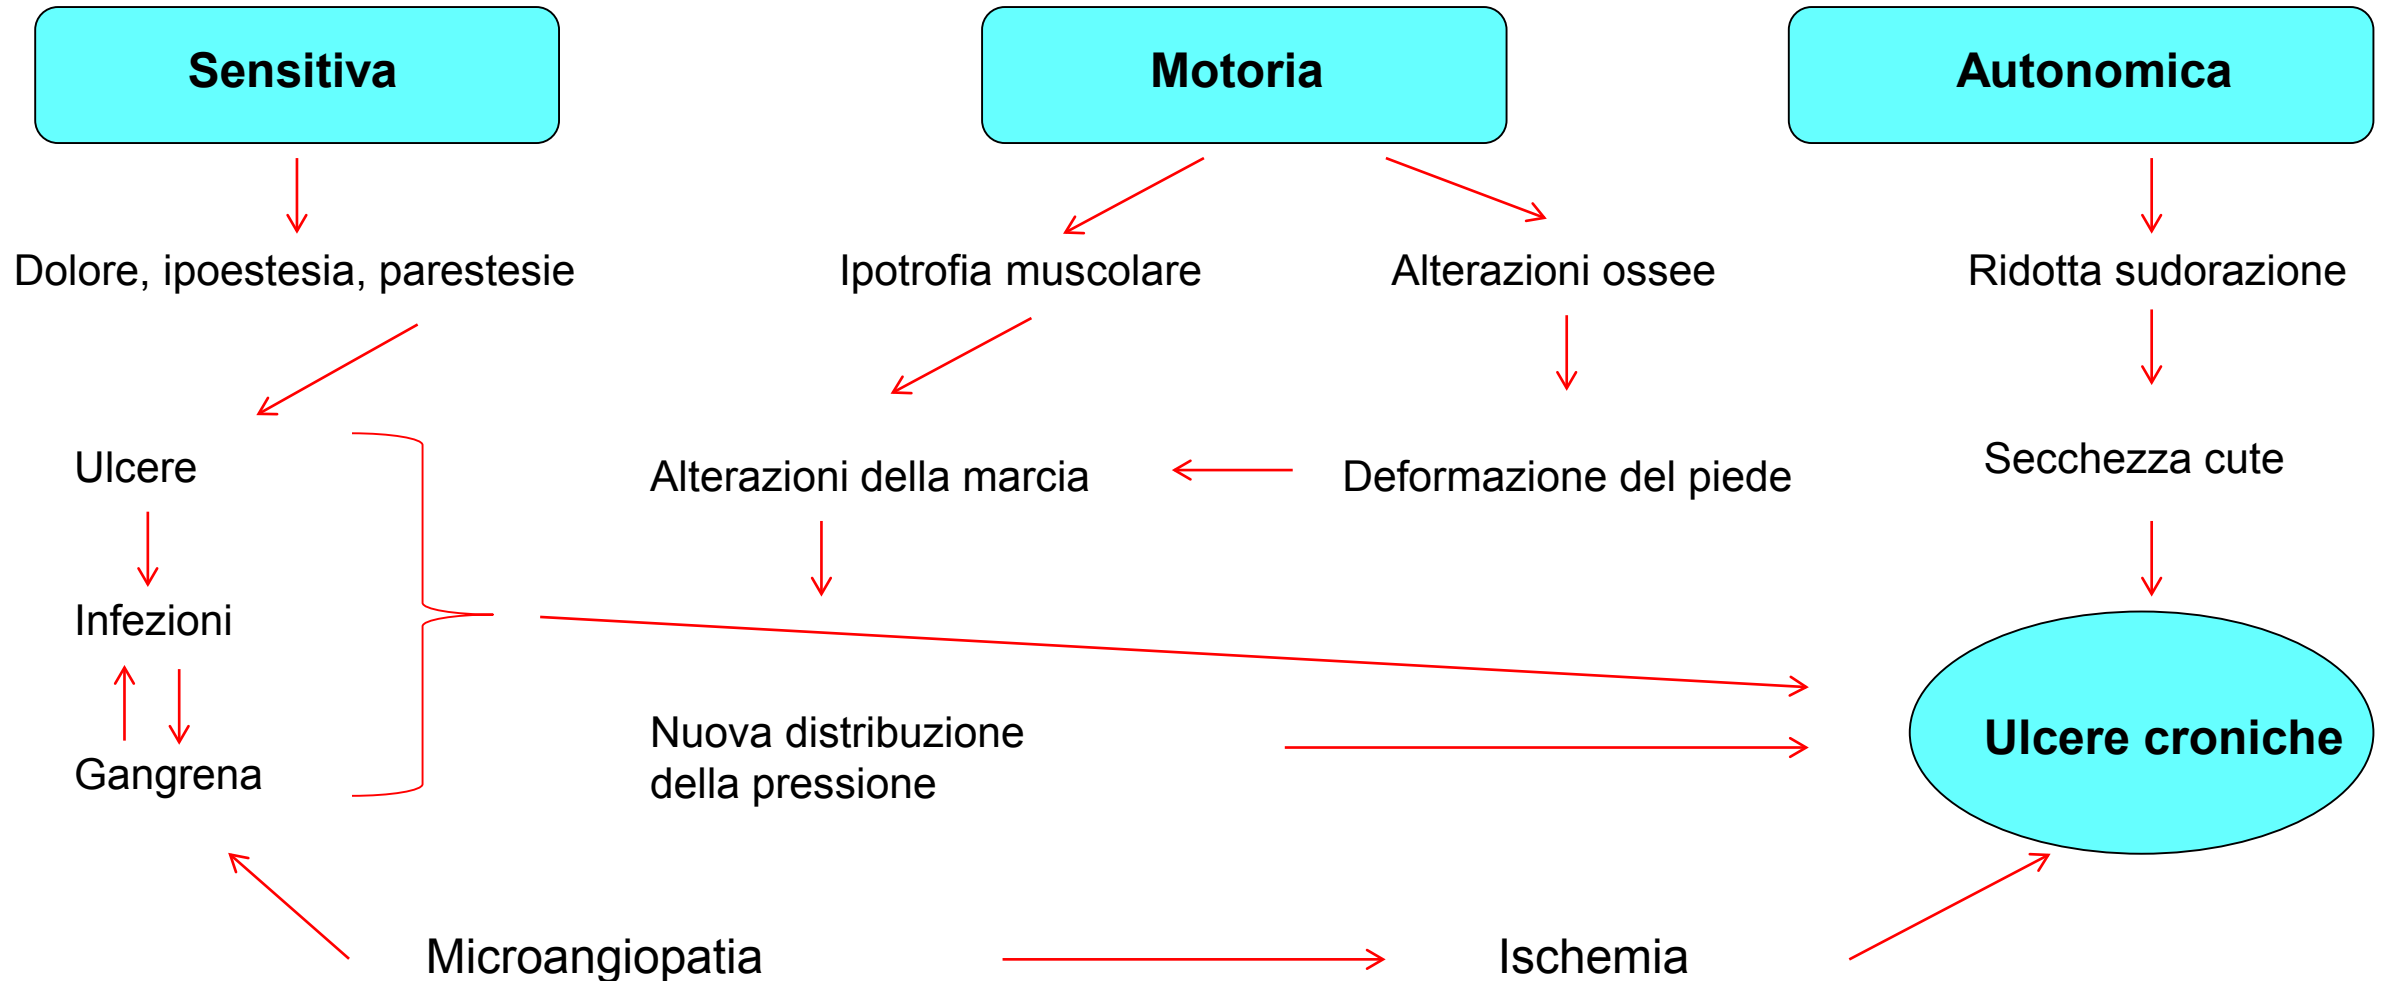 Sensitiva
Motoria
Autonomica
Dolore, ipoestesia, parestesie
Ipotrofia muscolare
Alterazioni ossee
Ridotta sudorazione
Ulcere
Alterazioni della marcia
Deformazione del piede
Secchezza cute
Infezioni
Gangrena
Nuova distribuzione
della pressione
Ulcere croniche
Microangiopatia
Ischemia